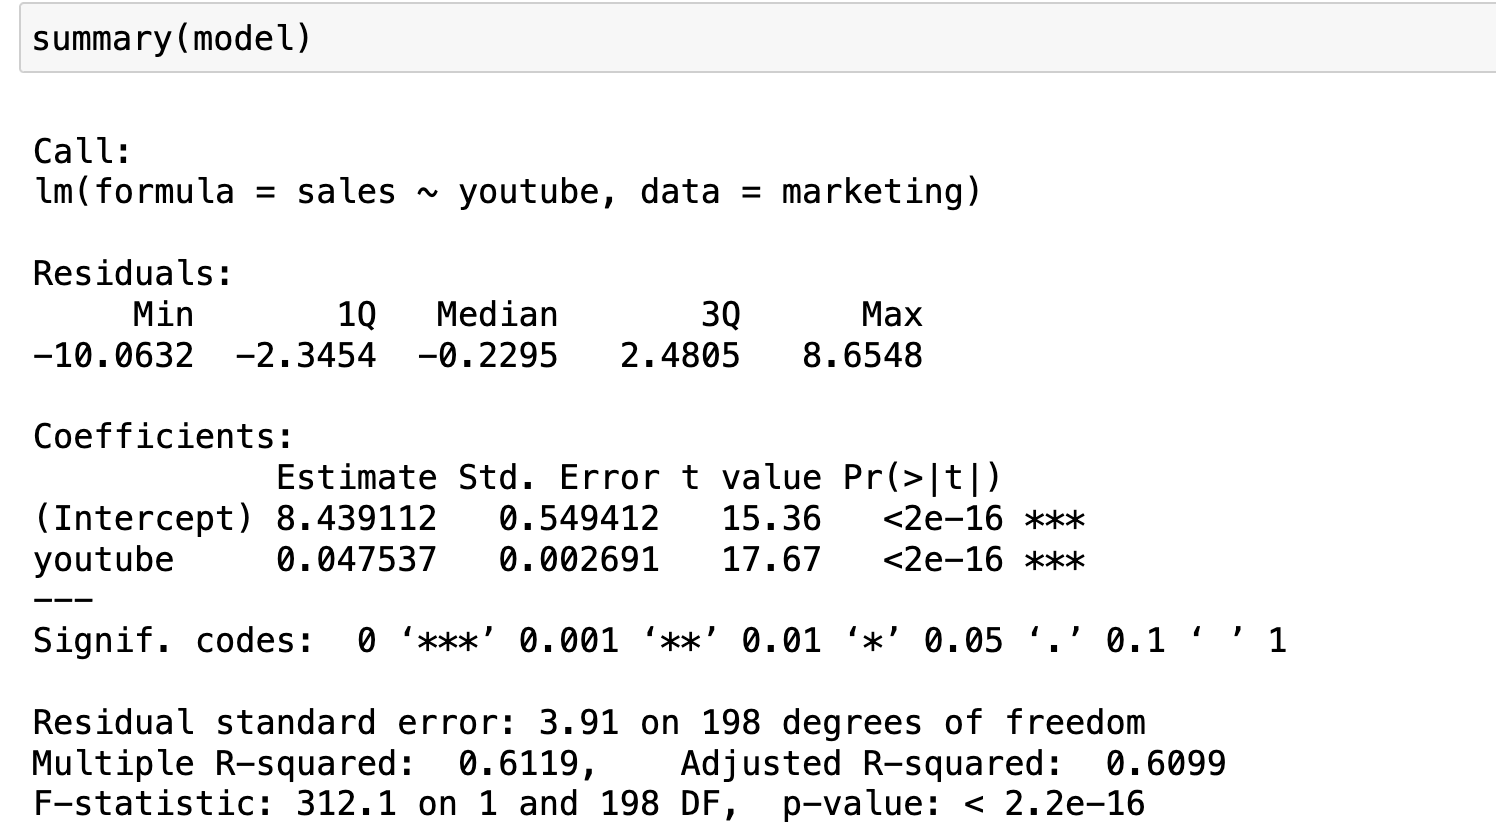 summary(model)
Call:
lm(formula = sales ~ youtube, data = marketing)
Residuals:
     Min       1Q   Median       3Q      Max
−10.0632  −2.3454  −0.2295   2.4805   8.6548
Coefficients:
            Estimate Std. Error t value Pr(>|t|)
(Intercept) 8.439112   0.549412   15.36   <2e−16 ***
youtube     0.047537   0.002691   17.67   <2e−16 ***
−−−
Signif. codes:  0 ‘***’ 0.001 ‘**’ 0.01 ‘*’ 0.05 ‘.’ 0.1 ‘ ’ 1
Residual standard error: 3.91 on 198 degrees of freedom
Multiple R−squared:  0.6119,    Adjusted R−squared:  0.6099
F−statistic: 312.1 on 1 and 198 DF,  p−value: < 2.2e−16